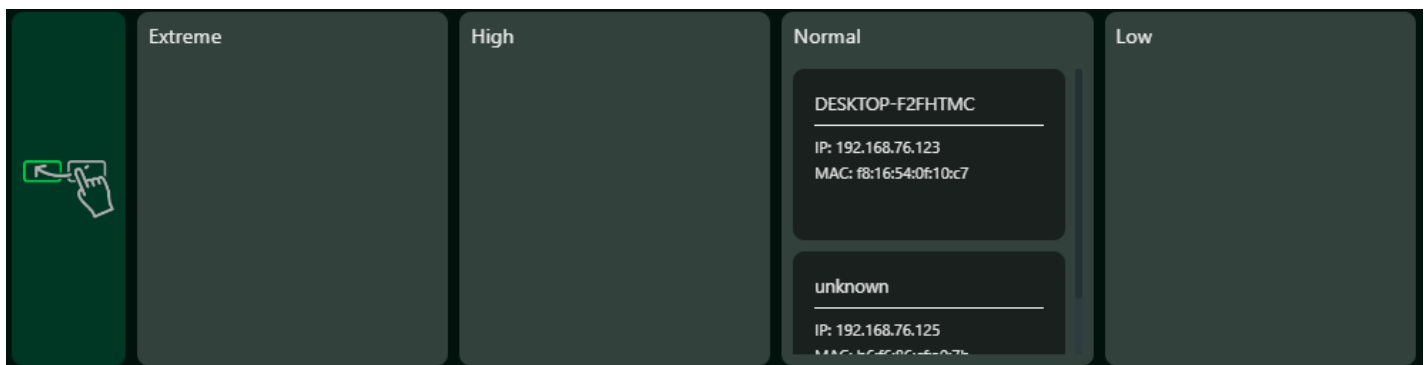 Extreme
High
Normal
Low
DESKTOP-F2FHTMC
IP: 192.168.76.123
MAC: f8:16:54:0f:10:c7
unknown
IP: 192.168.76.125
MAC: